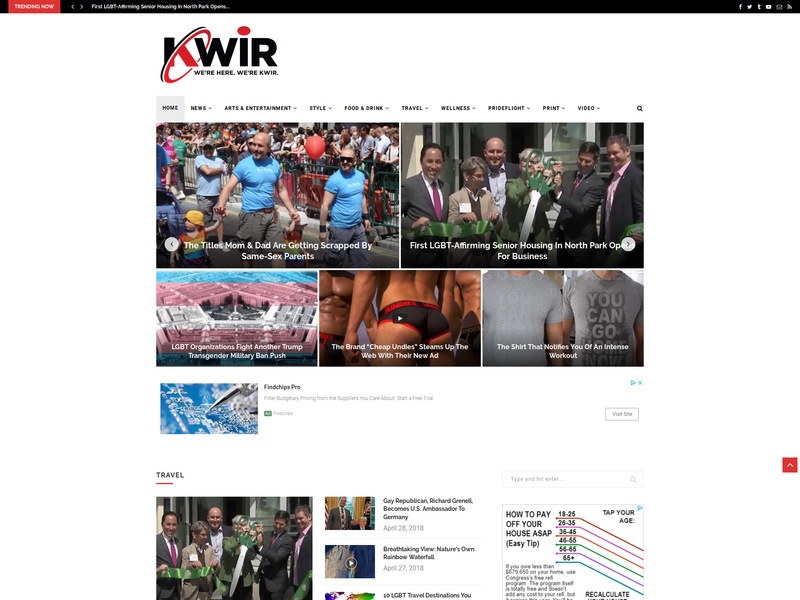 TRENDING NOW
First LGBT-Affirming Senior Housing In North Park Opens...
KWIR
WE'RE HERE. WE'RE KWIR.
HOME NEWS ARTS & ENTERTAINMENT STYLE FOOD & DRINK TRAVEL WELLNESS PRIDEFLIGHT PRINT VIDEO
The Titles Mom & Dad Are Getting Scrapped By
Same-Sex Parents
First LGBT-Affirming Senior Housing In North Park Opens
For Business
LGBT Organizations Fight Another Trump
Transgender Military Ban Push
The Brand “Cheap Undies” Steams Up The
Web With Their New Ad
YOU
CAN
GO
NOW
The Shirt That Notifies You Of An Intense
Workout
Findchips Pro
Filter Budgetary Pricing from the Suppliers You Care About. Start a Free Trial
Ad Findchips
Visit Site
TRAVEL
Gay Republican, Richard Grenell,
Becomes U.S. Ambassador To
Germany
April 28, 2018
Breathtaking View: Nature's Own
Rainbow Waterfall
April 27, 2018
10 LGBT Travel Destinations You
Type and hit enter...
HOW TO PAY
OFF YOUR
HOUSE ASAP
(Easy Tip)
18-25
26-35
36-45
46-55
56-65
65+
TAP YOUR
AGE:
If you owe less than
$679,650 on your home, use
Congress's free refi
program. The program itself
is totally free and doesn't
add any cost to your refi, but
RECALCULATE